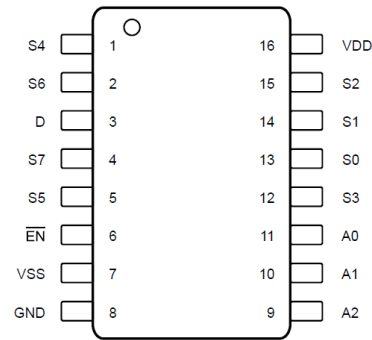 S4 1 16 VDD
S6 2 15 S2
D 3 14 S1
S7 4 13 S0
S5 5 12 S3
E̅N̅ 6 11 A0
VSS 7 10 A1
GND 8 9 A2